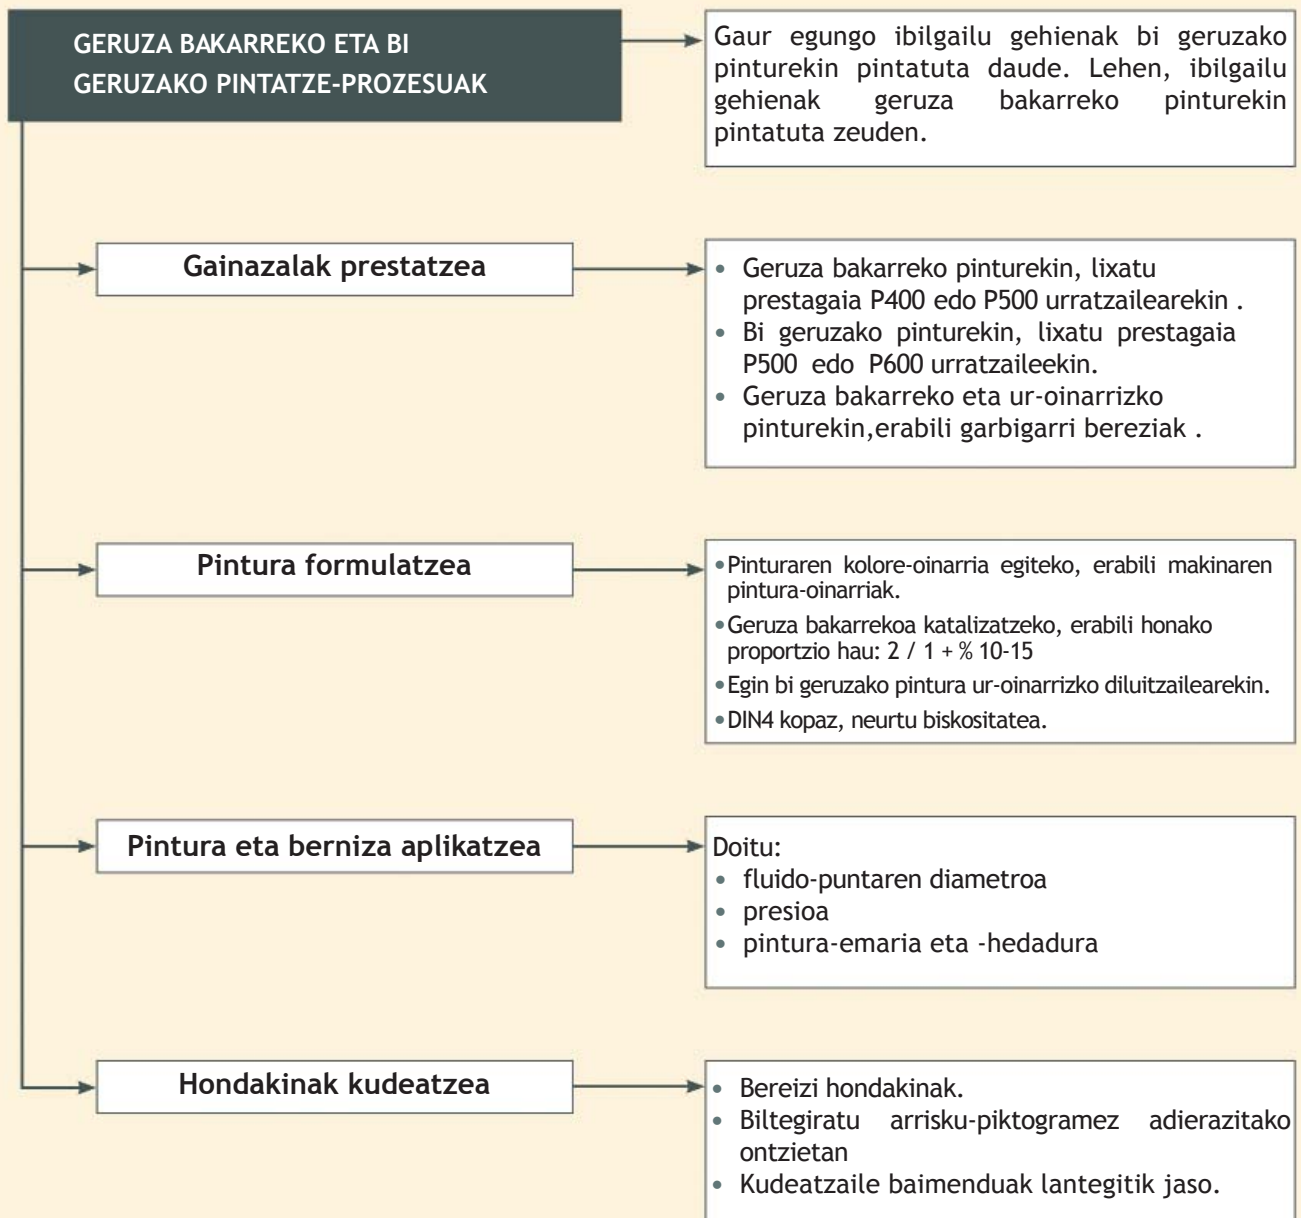 GERUZA BAKARREKO ETA BI
GERUZAKO PINTATZE-PROZESUAK
Gaur egungo ibilgailu gehienak bi geruzako
pinturekin pintatuta daude. Lehen, ibilgailu
gehienak geruza bakarreko pinturekin
pintatuta zeuden.
Gainazalak prestatzea
• Geruza bakarreko pinturekin, lixatu
prestagaia P400 edo P500 urratzailearekin .
• Bi geruzako pinturekin, lixatu prestagaia
P500 edo P600 urratzaileekin.
• Geruza bakarreko eta ur-oinarrizko
pinturekin,erabili garbigarri bereziak .
Pintura formulatzea
• Pinturaren kolore-oinarria egiteko, erabili makinaren
pintura-oinarriak.
• Geruza bakarrekoa katalizatzeko, erabili honako
proportzio hau: 2 / 1 + % 10-15
• Egin bi geruzako pintura ur-oinarrizko diluitzailearekin.
• DIN4 kopaz, neurtu biskositatea.
Pintura eta berniza aplikatzea
Doitu:
• fluido-puntaren diametroa
• presioa
• pintura-emaria eta -hedadura
Hondakinak kudeatzea
• Bereizi hondakinak.
• Biltegiratu arrisku-piktogramez adierazitako
ontzietan
• Kudeatzaile baimenduak lantegitik jaso.